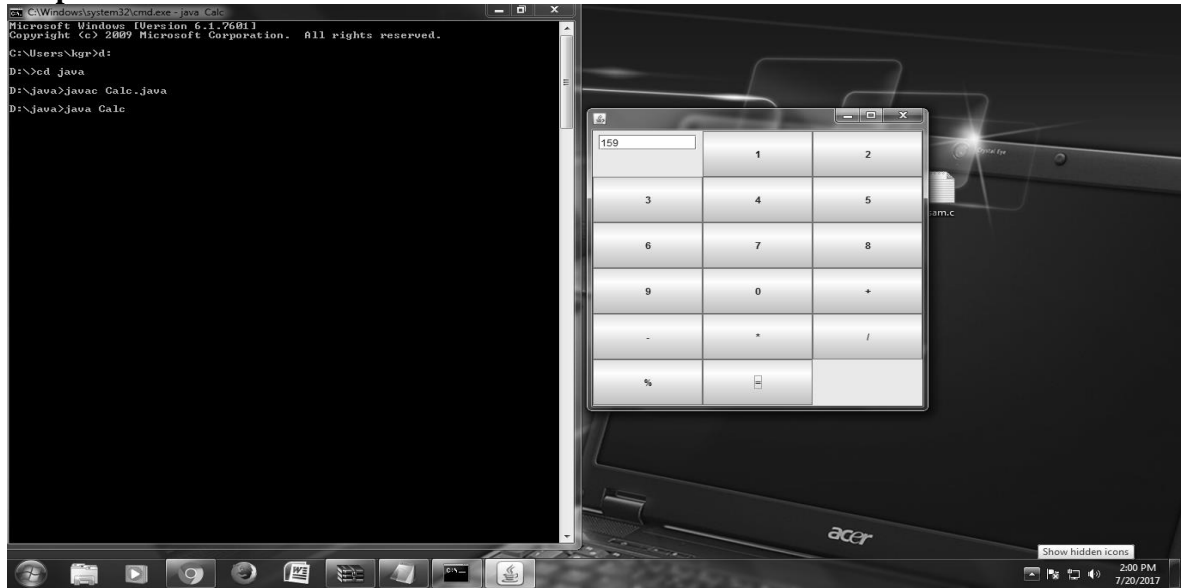 C:\Windows\system32\cmd.exe - java Calc
Microsoft Windows [Version 6.1.7601]
Copyright (c) 2009 Microsoft Corporation.  All rights reserved.
C:\Users\kgr>d:
D:\>cd java
D:\java>javac Calc.java
D:\java>java Calc
159
1
2
3
4
5
6
7
8
9
0
+
-
*
/
%
=
Crystal Eye
sam.c
acer
Show hidden icons
2:00 PM
7/20/2017